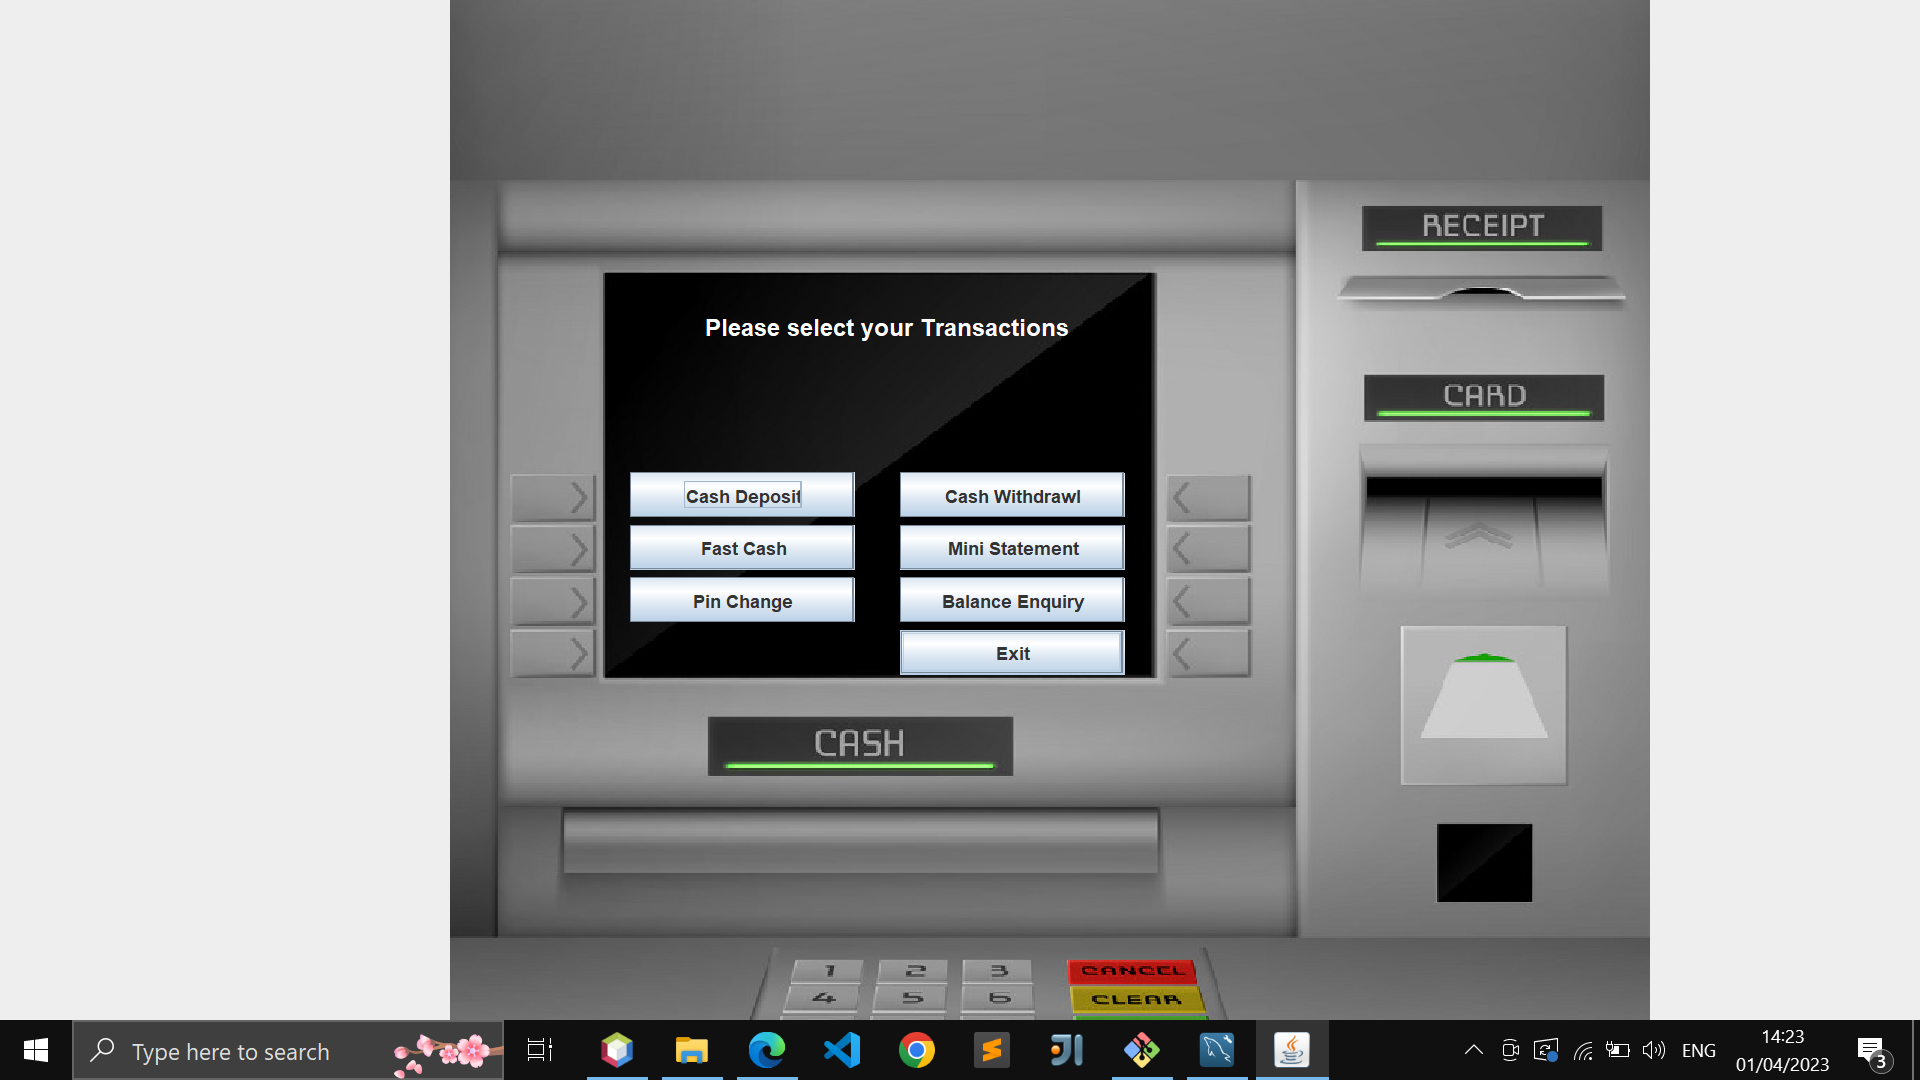 RECEIPT
Please select your Transactions
CARD
Cash Deposit
Cash Withdrawl
Fast Cash
Mini Statement
Pin Change
Balance Enquiry
Exit
CASH
1 2 3 CANCEL
4 5 6 CLEAR
Type here to search
ENG
14:23
01/04/2023
3